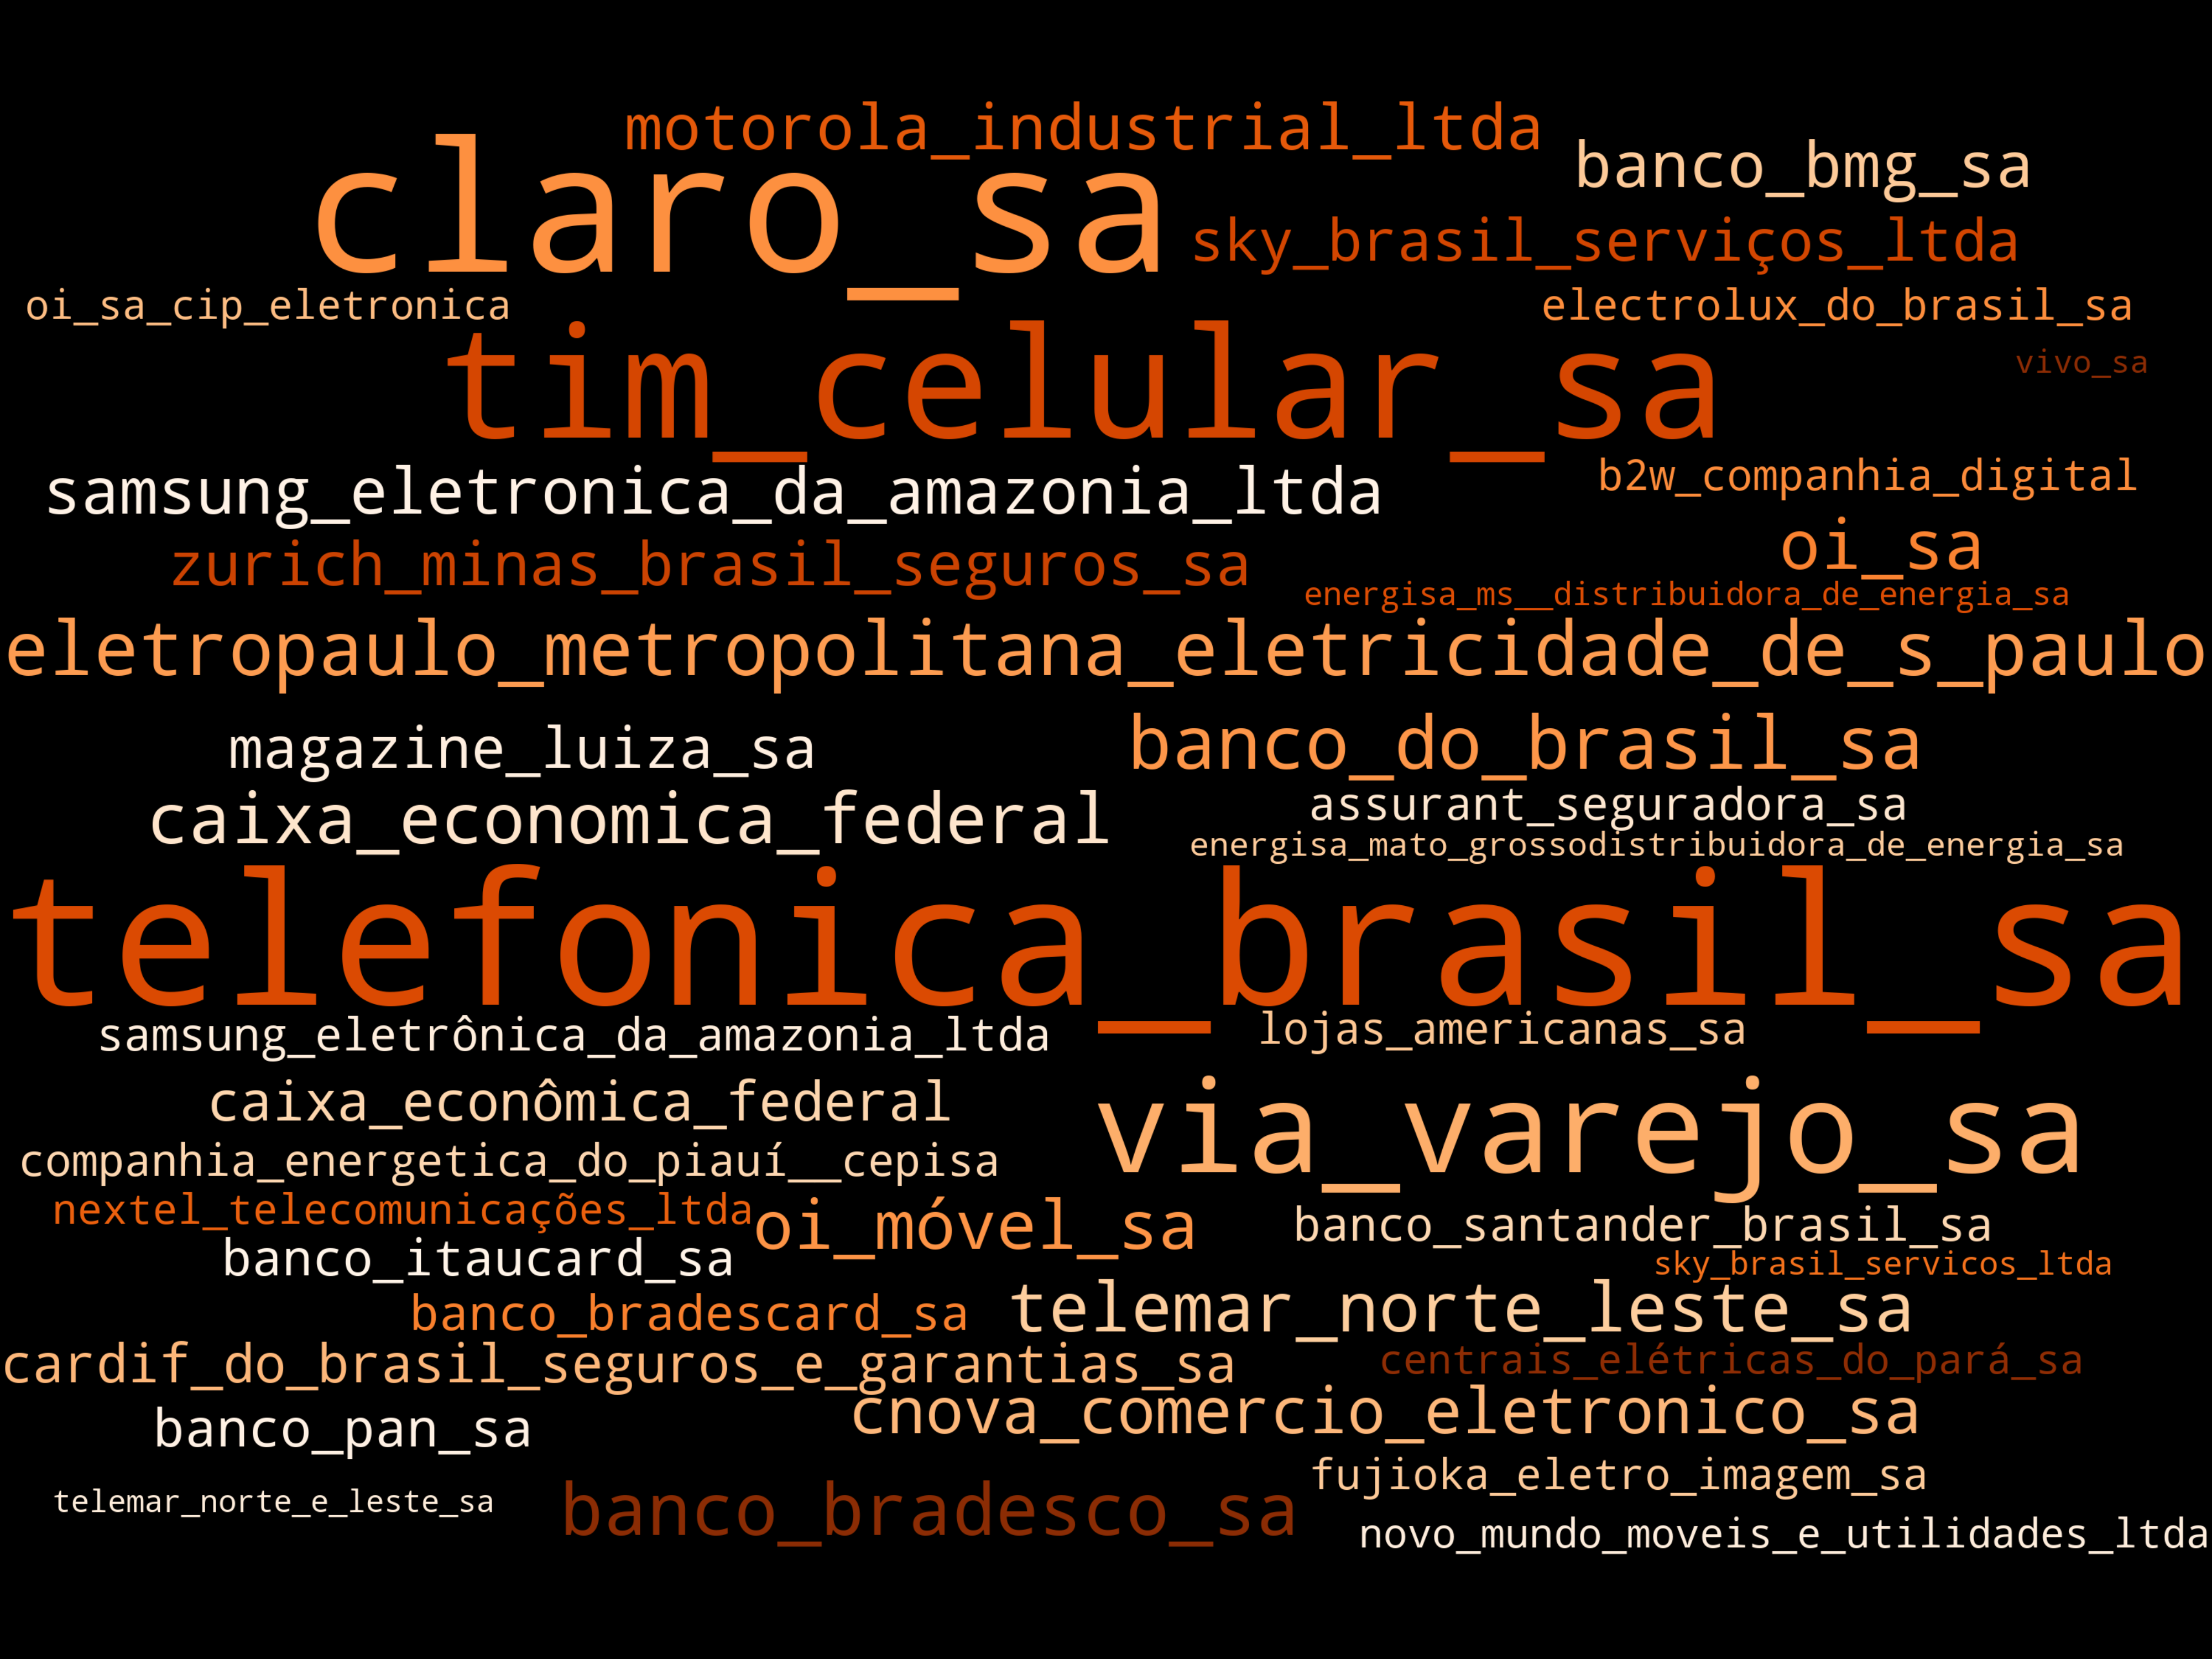 motorola_industrial_ltda
claro_sa
banco_bmg_sa
sky_brasil_serviços_ltda
oi_sa_cip_eletronica
electrolux_do_brasil_sa
tim_celular_sa
vivo_sa
samsung_eletronica_da_amazonia_ltda
b2w_companhia_digital
oi_sa
zurich_minas_brasil_seguros_sa
energisa_ms__distribuidora_de_energia_sa
eletropaulo_metropolitana_eletricidade_de_s_paulo
magazine_luiza_sa
banco_do_brasil_sa
caixa_economica_federal
assurant_seguradora_sa
energisa_mato_grossodistribuidora_de_energia_sa
telefonica_brasil_sa
samsung_eletrônica_da_amazonia_ltda
lojas_americanas_sa
caixa_econômica_federal
via_varejo_sa
companhia_energetica_do_piauí__cepisa
nextel_telecomunicações_ltda
oi_móvel_sa
banco_santander_brasil_sa
banco_itaucard_sa
sky_brasil_servicos_ltda
banco_bradescard_sa
telemar_norte_leste_sa
cardif_do_brasil_seguros_e_garantias_sa
centrais_elétricas_do_pará_sa
cnova_comercio_eletronico_sa
banco_pan_sa
fujioka_eletro_imagem_sa
telemar_norte_e_leste_sa
banco_bradesco_sa
novo_mundo_moveis_e_utilidades_ltda